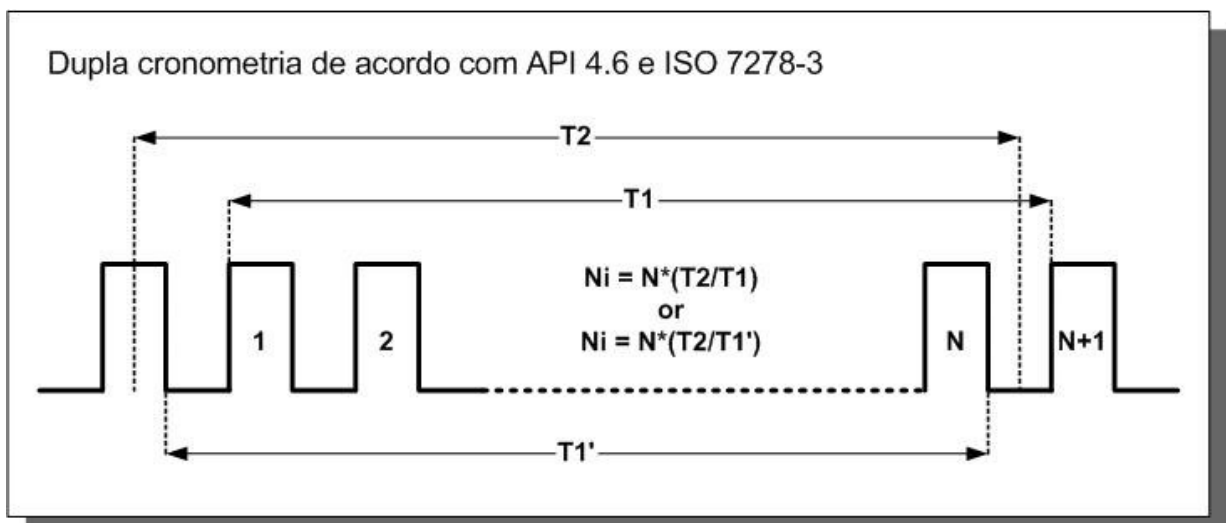 Dupla cronometria de acordo com API 4.6 e ISO 7278-3
T2
T1
Ni = N*(T2/T1)
or
Ni = N*(T2/T1')
1
2
N
N+1
T1'